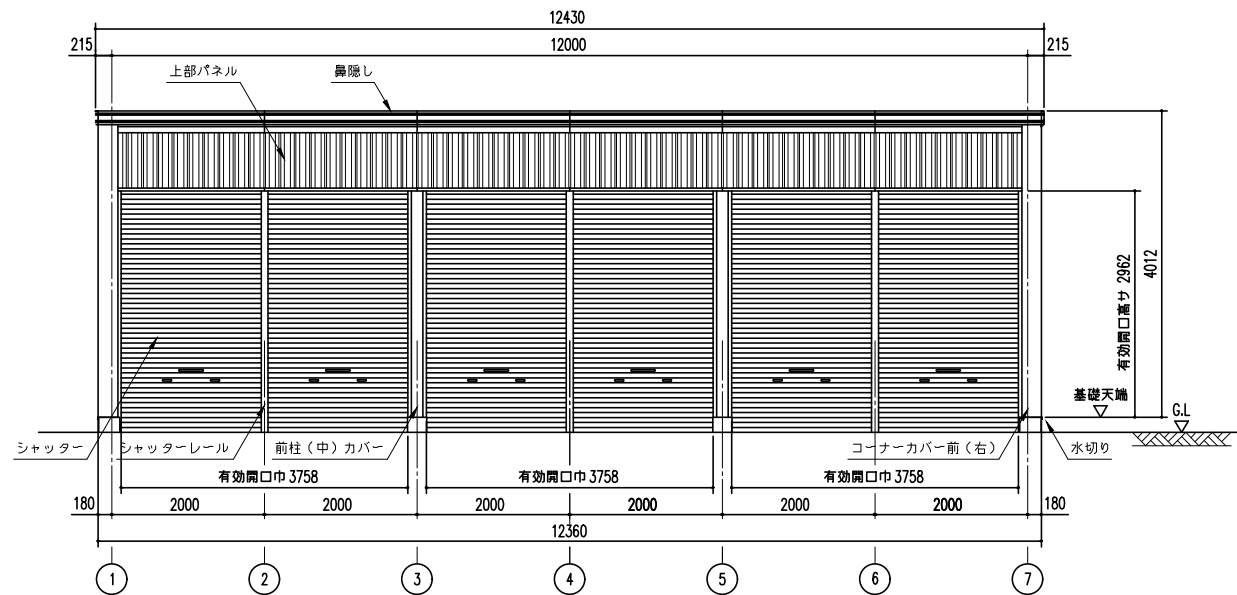 12430
215
12000
215
上部パネル
鼻隠し
有効開口高サ 2962
4012
基礎天端
G.L
シャッター
シャッターレール
前柱（中）カバー
コーナーカバー前（右）
水切り
有効開口巾 3758
有効開口巾 3758
有効開口巾 3758
180
2000
2000
2000
2000
2000
2000
180
12360
1
2
3
4
5
6
7